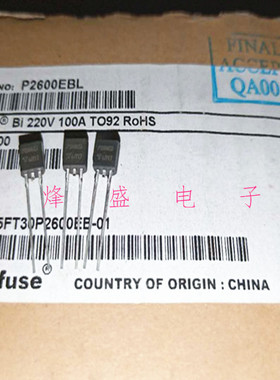 NO: P2600EBL
FINAL
ACCEP
QA00
® Bi 220V 100A TO92 RoHS
00
烽 盛 电 子
5FT30P2600EB-01
fuse®
COUNTRY OF ORIGIN : CHINA